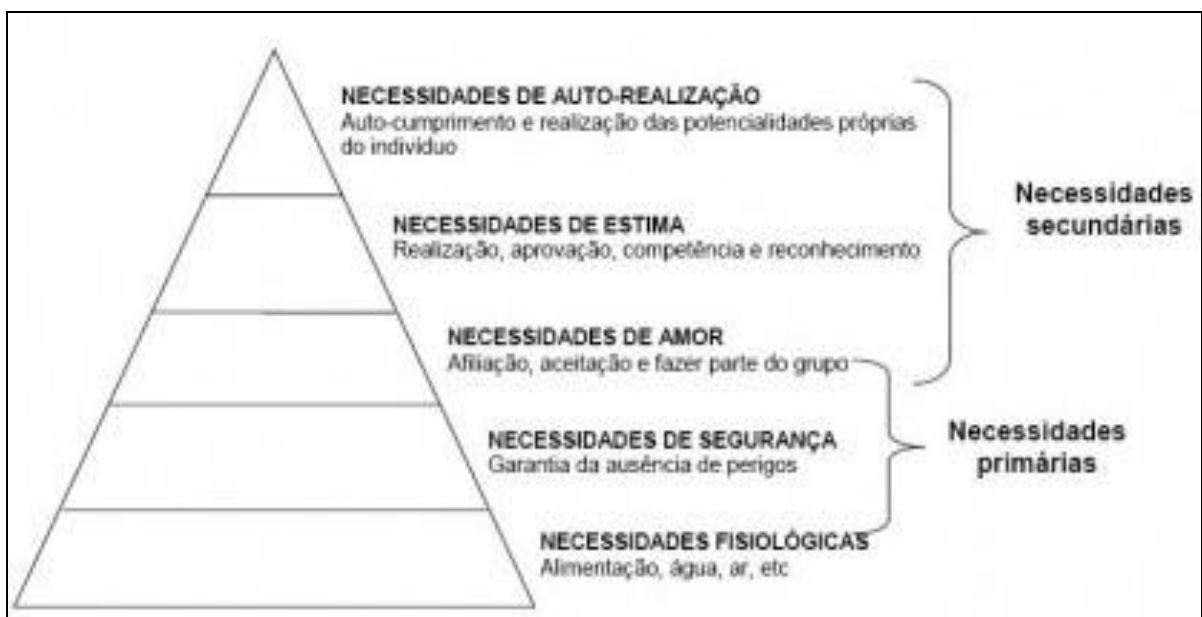 NECESSIDADES DE AUTO-REALIZAÇÃO
Auto-cumprimento e realização das potencialidades próprias
do individuo
Necessidades
secundárias
NECESSIDADES DE ESTIMA
Realização, aprovação, competência e reconhecimento
NECESSIDADES DE AMOR
Afiliação, aceitação e fazer parte do grupo
NECESSIDADES DE SEGURANÇA
Garantia da ausência de perigos
Necessidades
primárias
NECESSIDADES FISIOLÓGICAS
Alimentação, água, ar, etc